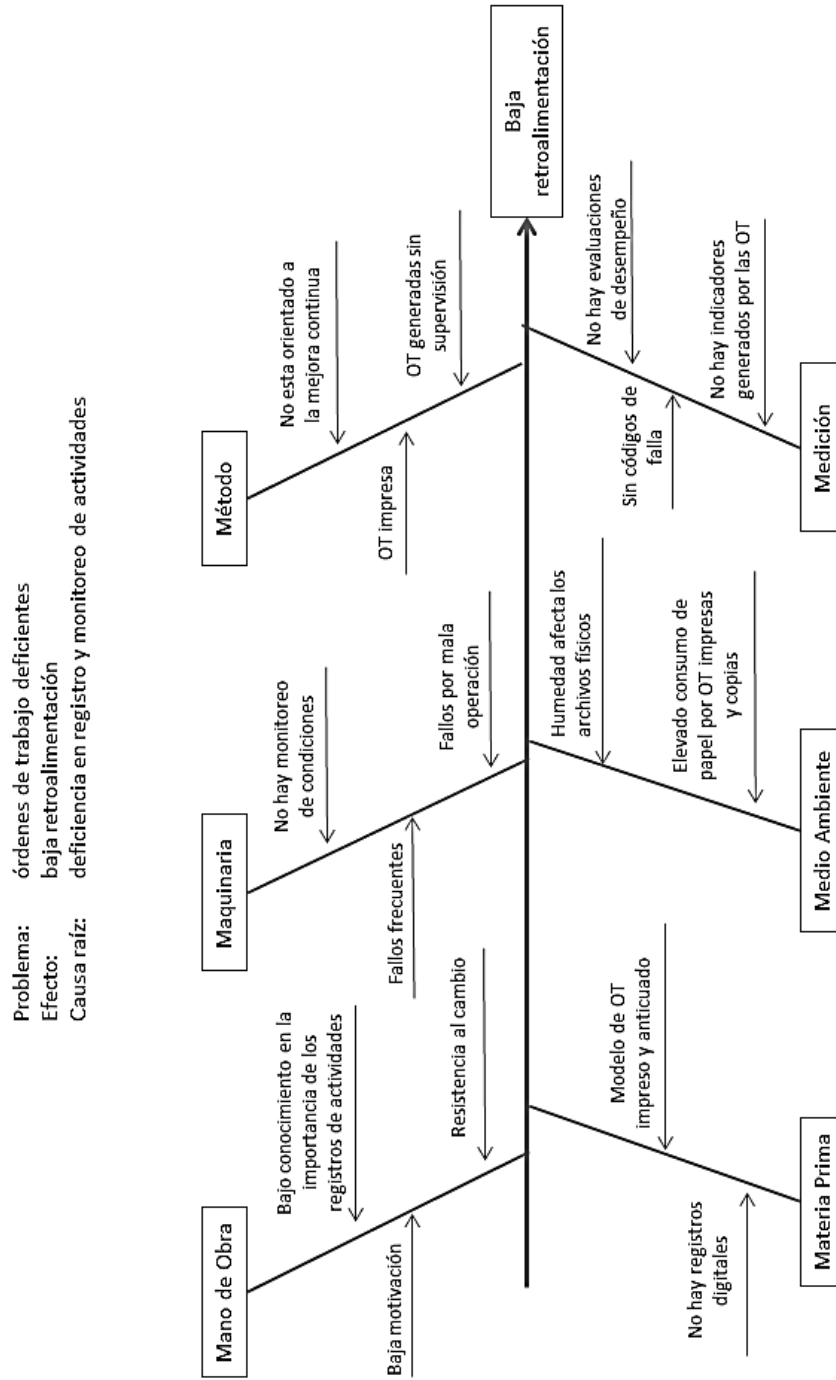 Problema: órdenes de trabajo deficientes
Efecto: baja retroalimentación
Causa raíz: deficiencia en registro y monitoreo de actividades
Mano de Obra
Bajo conocimiento en la
importancia de los
registros de actividades
Baja motivación
Resistencia al cambio
Maquinaria
No hay monitoreo
de condiciones
Fallos frecuentes
Fallos por mala
operación
Método
No esta orientado a
la mejora continua
OT impresa
OT generadas sin
supervisión
Baja
retroalimentación
No hay registros
digitales
Modelo de OT
impreso y anticuado
Materia Prima
Humedad afecta los
archivos físicos
Elevado consumo de
papel por OT impresas
y copias
Medio Ambiente
No hay evaluaciones
de desempeño
Sin códigos de
falla
No hay indicadores
generados por las OT
Medición